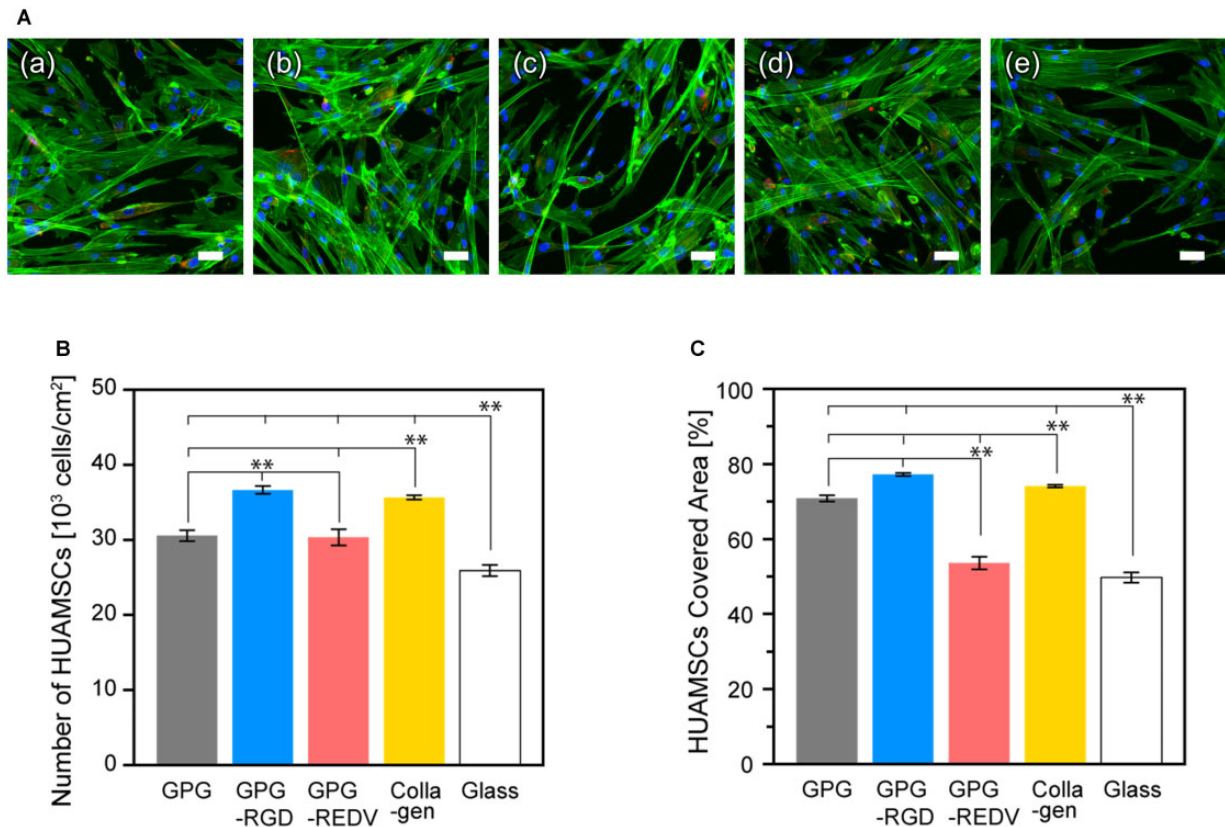 A
(a)
(b)
(c)
(d)
(e)
B
Number of HUAMSCs [10³ cells/cm²]
50
40
30
20
10
0
**
**
**
GPG
GPG
-RGD
GPG
-REDV
Colla
-gen
Glass
C
HUAMSCs Covered Area [%]
100
80
60
40
20
0
**
**
**
GPG
GPG
-RGD
GPG
-REDV
Colla
-gen
Glass